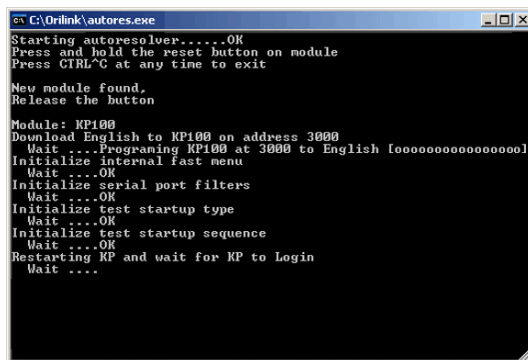 C:\Orilink\autores.exe
Starting autoresolver......OK
Press and hold the reset button on module
Press CTRL^C at any time to exit
New module found,
Release the button
Module: KP100
Download English to KP100 on address 3000
Wait ....Programing KP100 at 3000 to English [oooooooooooooooo]
Initialize internal fast menu
Wait ....OK
Initialize serial port filters
Wait ....OK
Initialize test startup type
Wait ....OK
Initialize test startup sequence
Wait ....OK
Restarting KP and wait for KP to Login
Wait ....